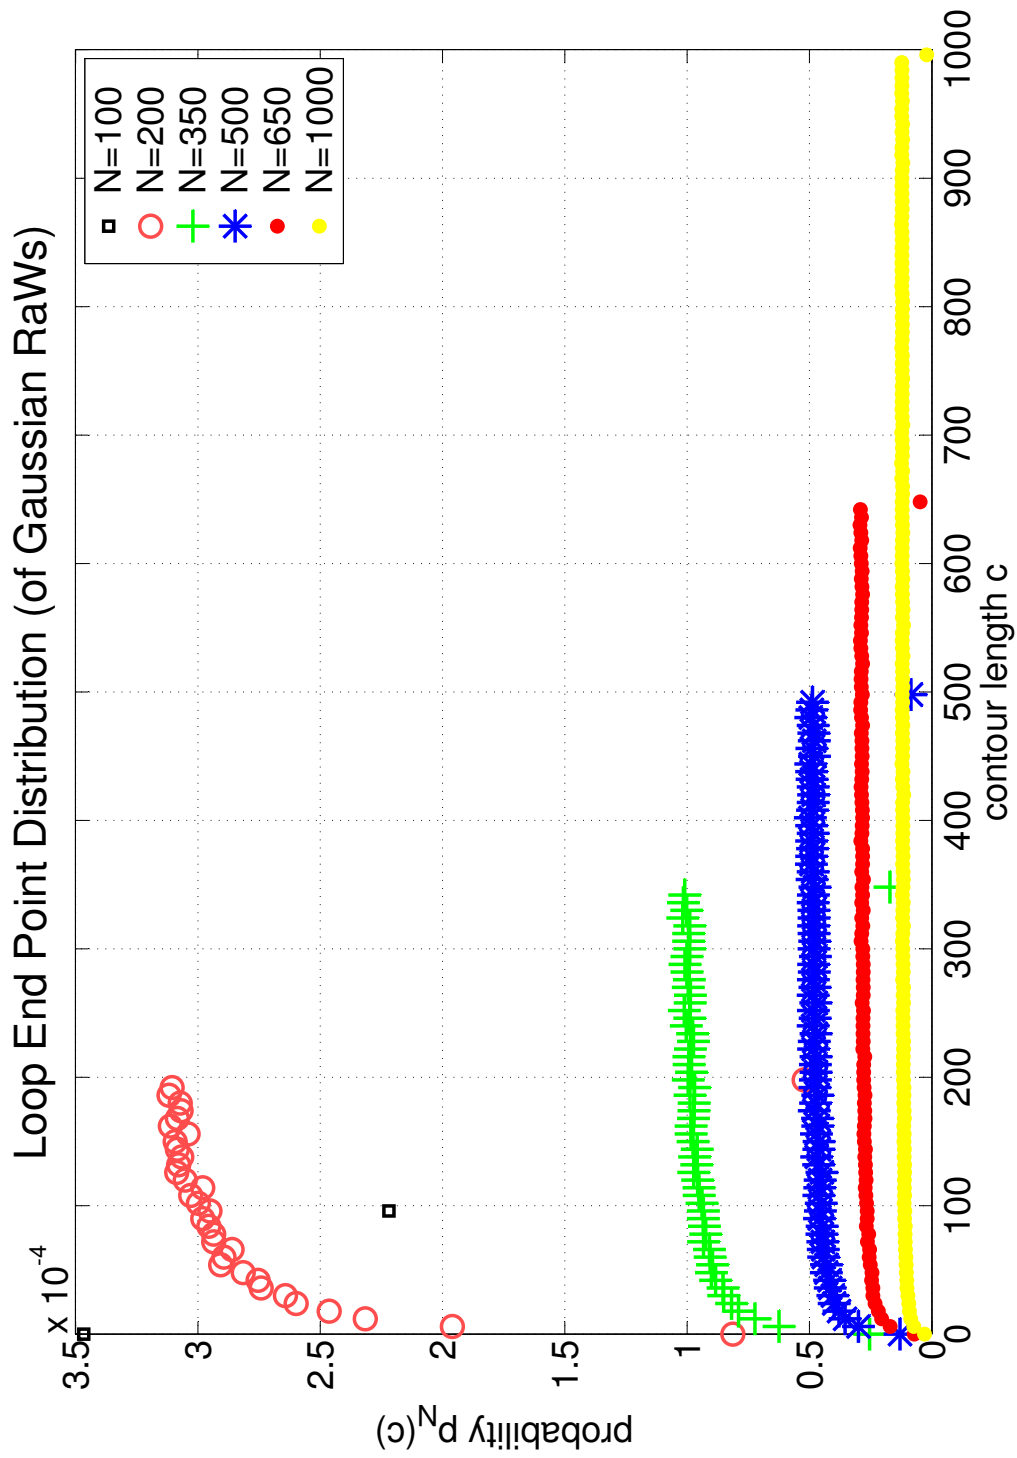 Loop End Point Distribution (of Gaussian RaWs)
x 10⁻⁴
N=100
N=200
N=350
N=500
N=650
N=1000
probability p_N(c)
3.5
3
2.5
2
1.5
1
0.5
0
0 100 200 300 400 500 600 700 800 900 1000
contour length c